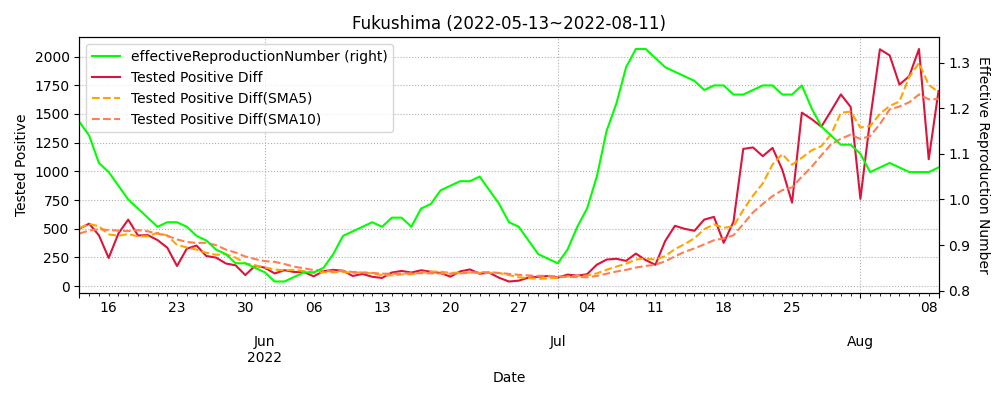 Fukushima (2022-05-13~2022-08-11)
effectiveReproductionNumber (right)
Tested Positive Diff
Tested Positive Diff(SMA5)
Tested Positive Diff(SMA10)
Tested Positive
2000
1750
1500
1250
1000
750
500
250
0
Effective Reproduction Number
1.3
1.2
1.1
1.0
0.9
0.8
16 23 30 06 13 20 27 04 11 18 25 08
Jun Jul Aug
2022
Date